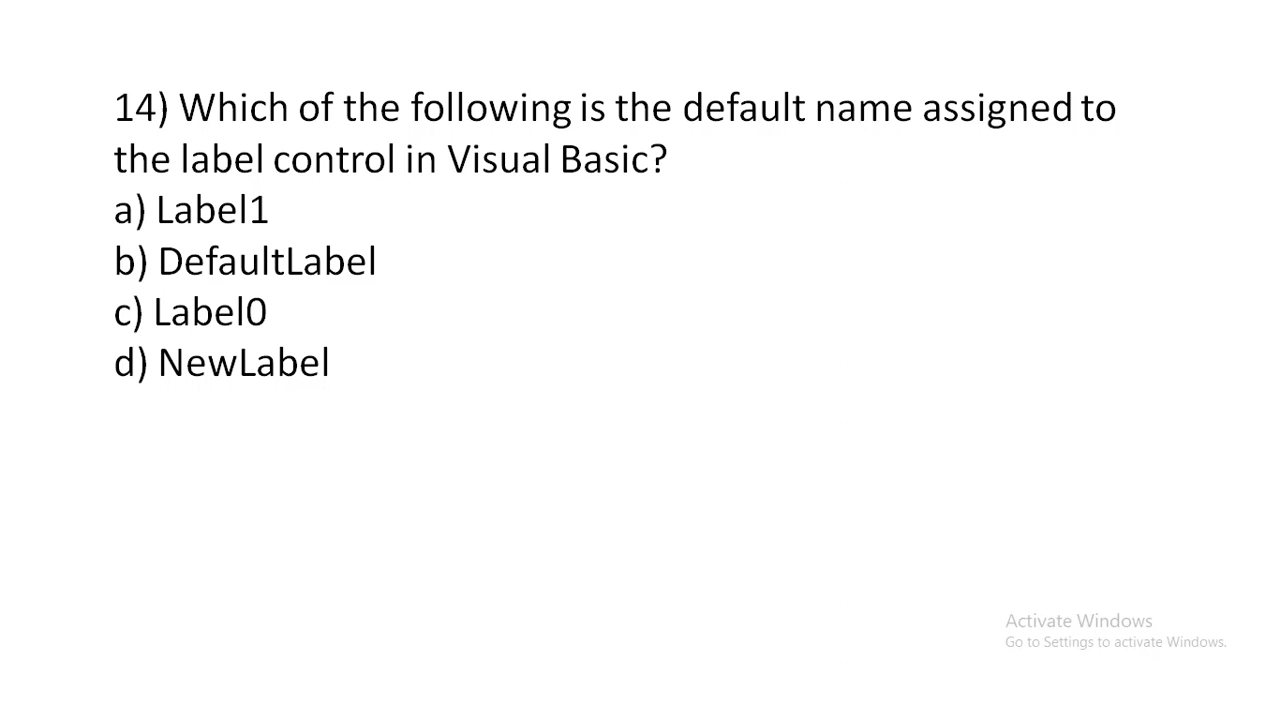 14) Which of the following is the default name assigned to
the label control in Visual Basic?
a) Label1
b) DefaultLabel
c) Label0
d) NewLabel
Activate Windows
Go to Settings to activate Windows.